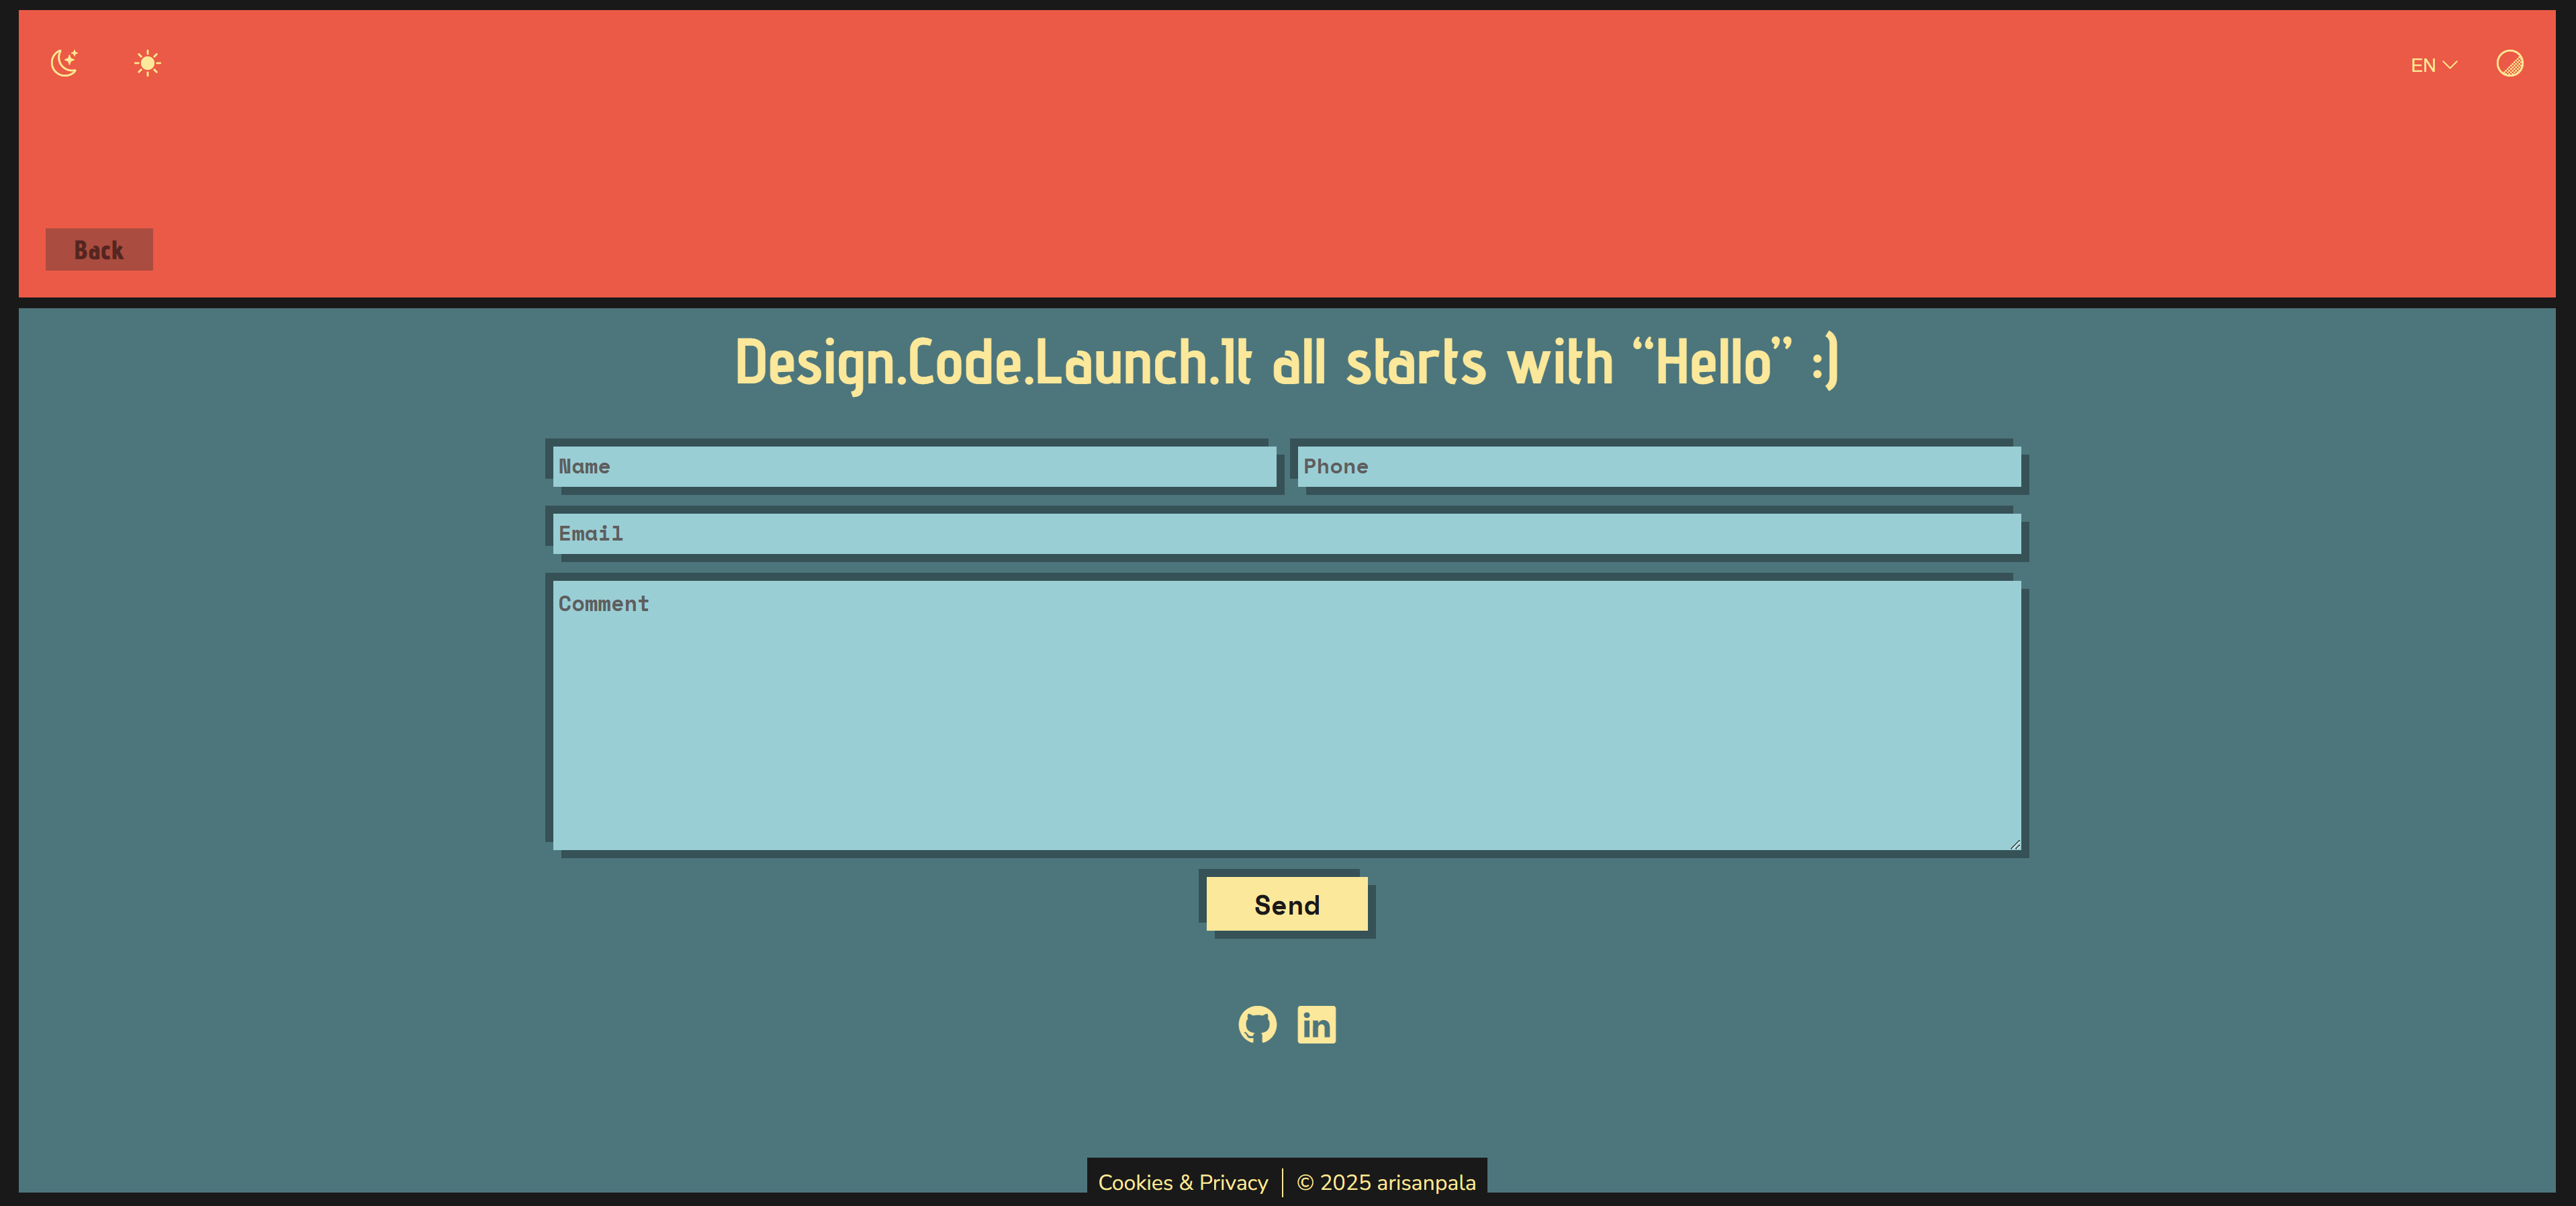 EN
Back
Design.Code.Launch.It all starts with “Hello” :)
Name Phone
Email
Comment
Send
in
Cookies & Privacy | © 2025 arisanpala